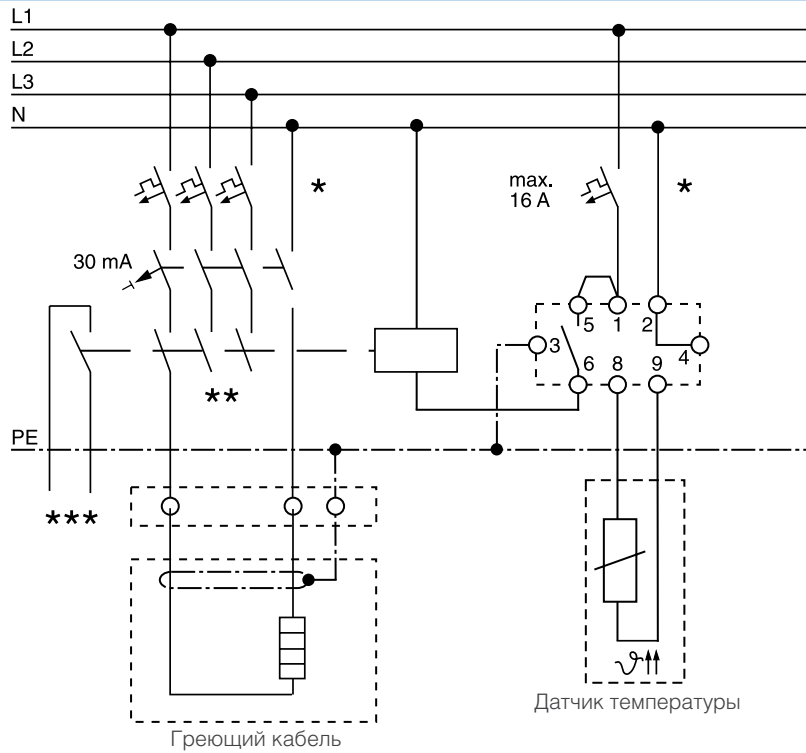 L1
L2
L3
N
*
max.
16 A
*
30 mA
5 1 2
3
4
6 8 9
**
PE
***
ϑ
Датчик температуры
Греющий кабель